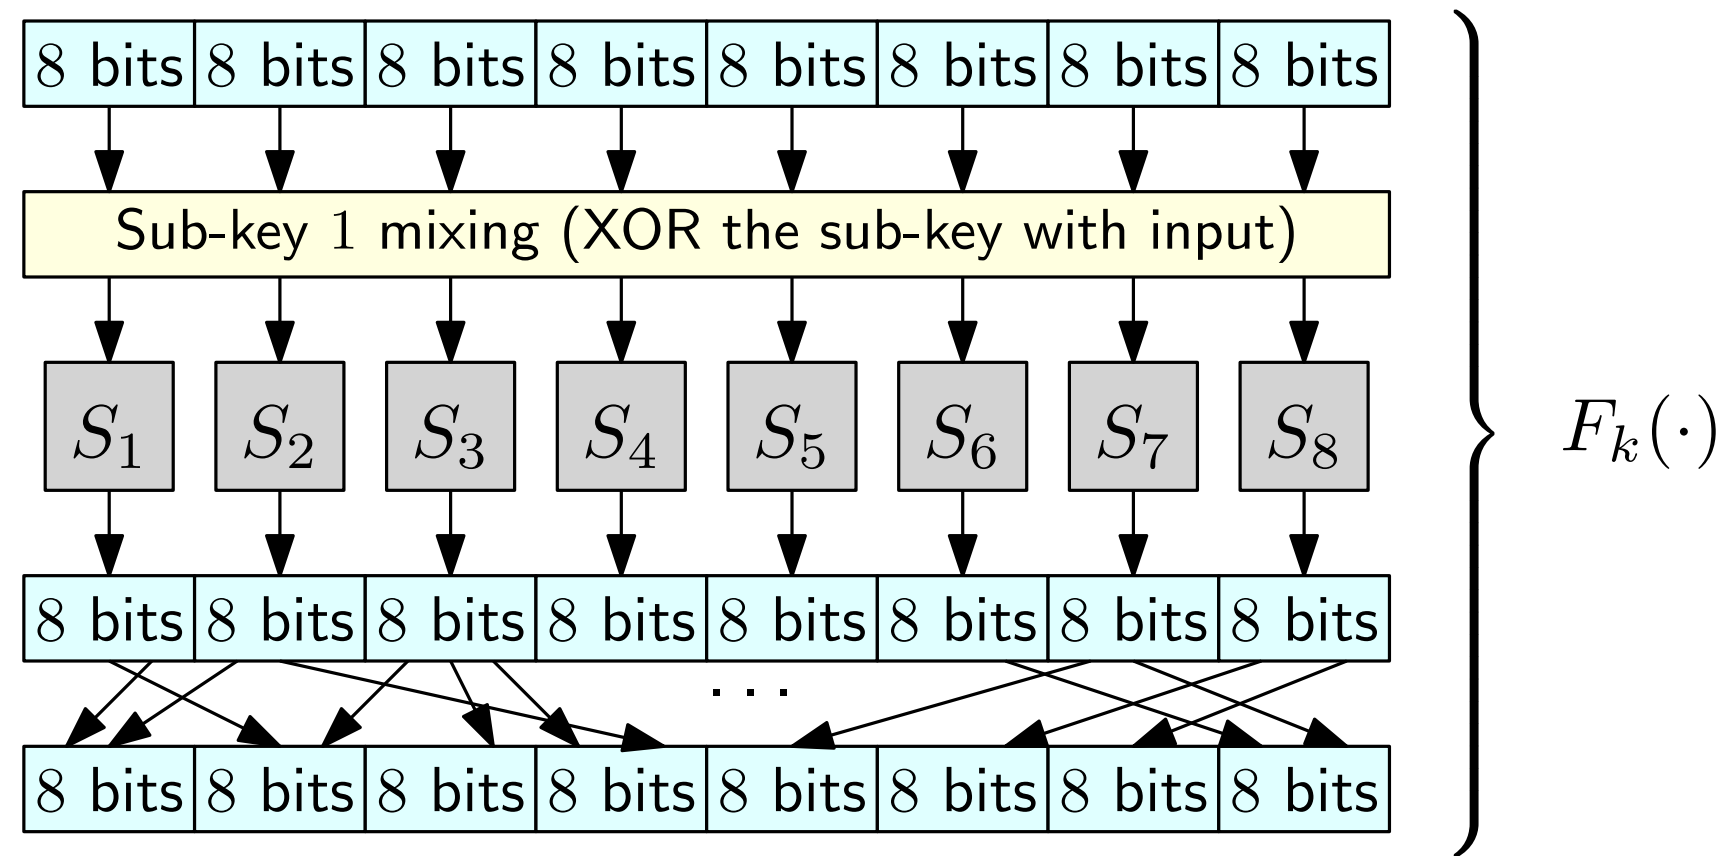 8 bits 8 bits 8 bits 8 bits 8 bits 8 bits 8 bits 8 bits
Sub-key 1 mixing (XOR the sub-key with input)
S₁ S₂ S₃ S₄ S₅ S₆ S₇ S₈
Fₖ(·)
8 bits 8 bits 8 bits 8 bits 8 bits 8 bits 8 bits 8 bits
...
8 bits 8 bits 8 bits 8 bits 8 bits 8 bits 8 bits 8 bits